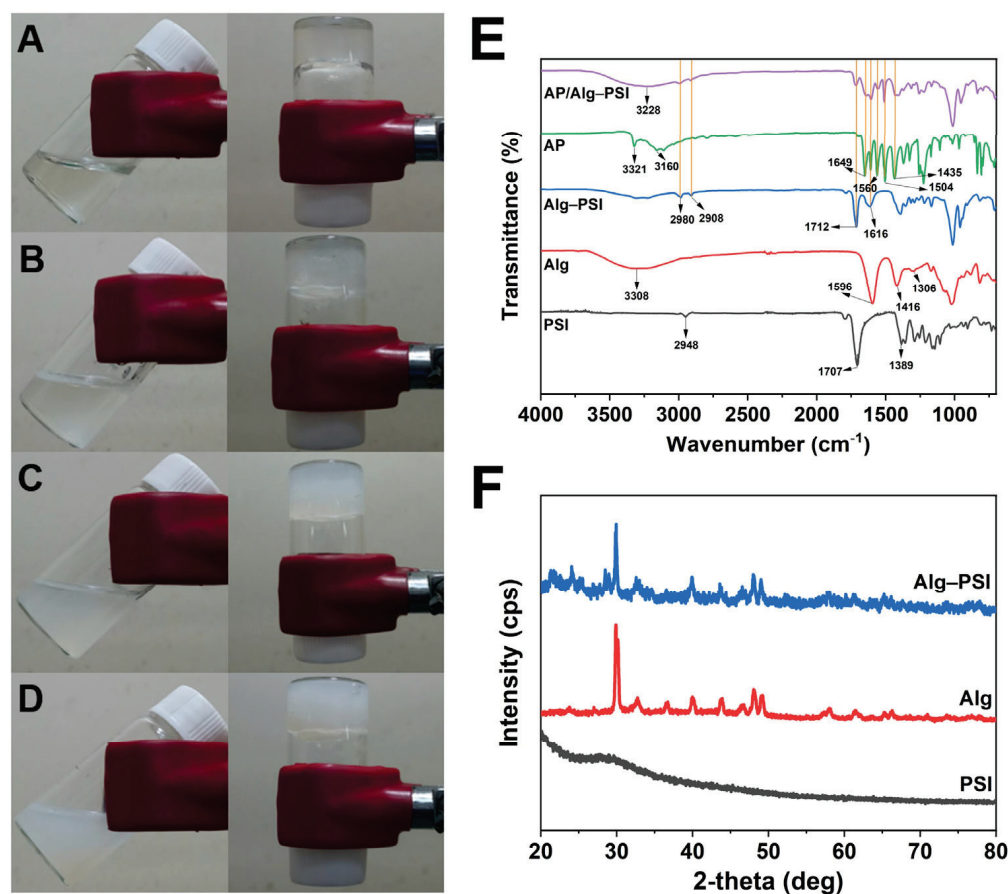 A
B
C
D
E
Transmittance (%)
AP/Alg–PSI
3228
AP
3321
3160
1649
1560
1435
1504
Alg–PSI
2980
2908
1712
1616
Alg
3308
1596
1416
1306
PSI
2948
1707
1389
4000 3500 3000 2500 2000 1500 1000
Wavenumber (cm⁻¹)
F
Intensity (cps)
Alg–PSI
Alg
PSI
20 30 40 50 60 70 80
2-theta (deg)